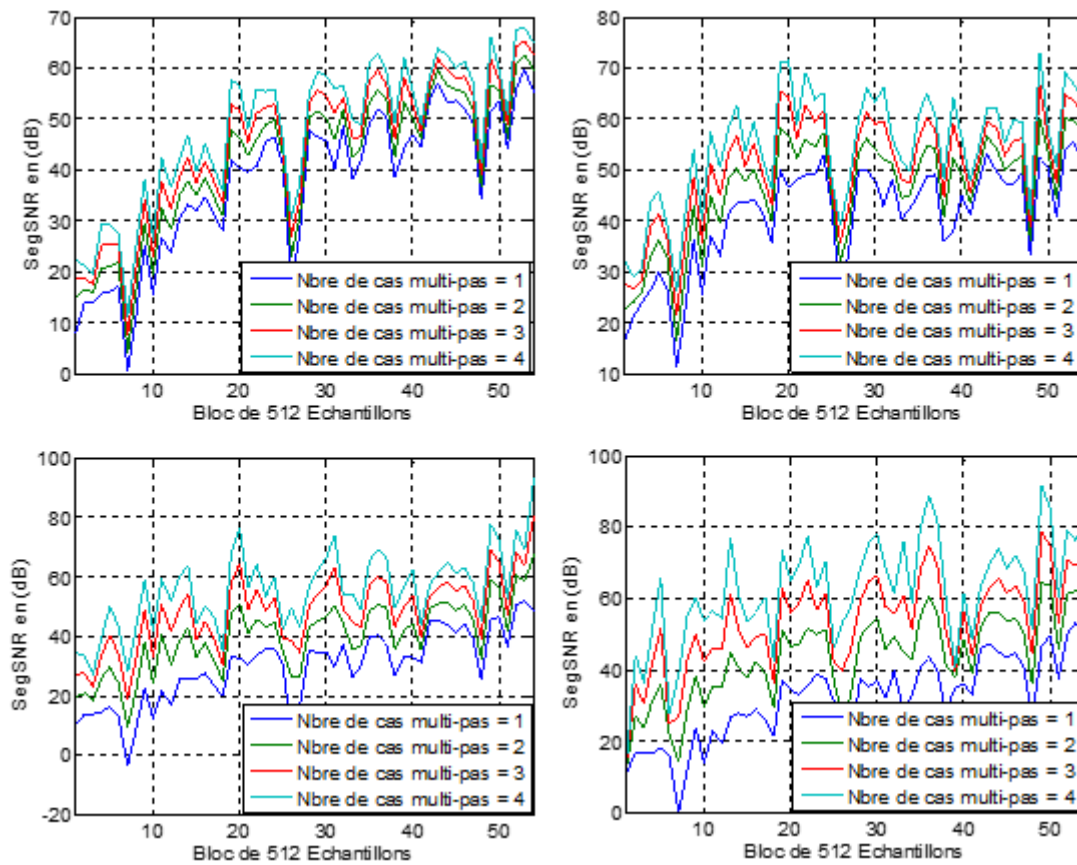 70
60
50
40
30
20
10
0
SegSNR en (dB)
10 20 30 40 50
Bloc de 512 Echantillons
Nbre de cas multi-pas = 1
Nbre de cas multi-pas = 2
Nbre de cas multi-pas = 3
Nbre de cas multi-pas = 4
80
70
60
50
40
30
20
10
SegSNR en (dB)
10 20 30 40 50
Bloc de 512 Echantillons
Nbre de cas multi-pas = 1
Nbre de cas multi-pas = 2
Nbre de cas multi-pas = 3
Nbre de cas multi-pas = 4
100
80
60
40
20
0
-20
SegSNR en (dB)
10 20 30 40 50
Bloc de 512 Echantillons
Nbre de cas multi-pas = 1
Nbre de cas multi-pas = 2
Nbre de cas multi-pas = 3
Nbre de cas multi-pas = 4
100
80
60
40
20
0
SegSNR en (dB)
10 20 30 40 50
Bloc de 512 Echantillons
Nbre de cas multi-pas = 1
Nbre de cas multi-pas = 2
Nbre de cas multi-pas = 3
Nbre de cas multi-pas = 4